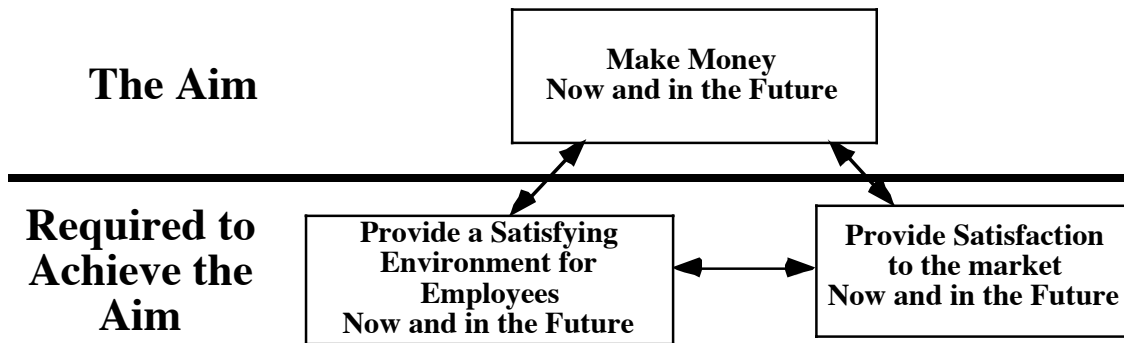 The Aim
Make Money
Now and in the Future
Required to
Achieve the
Aim
Provide a Satisfying
Environment for
Employees
Now and in the Future
Provide Satisfaction
to the market
Now and in the Future